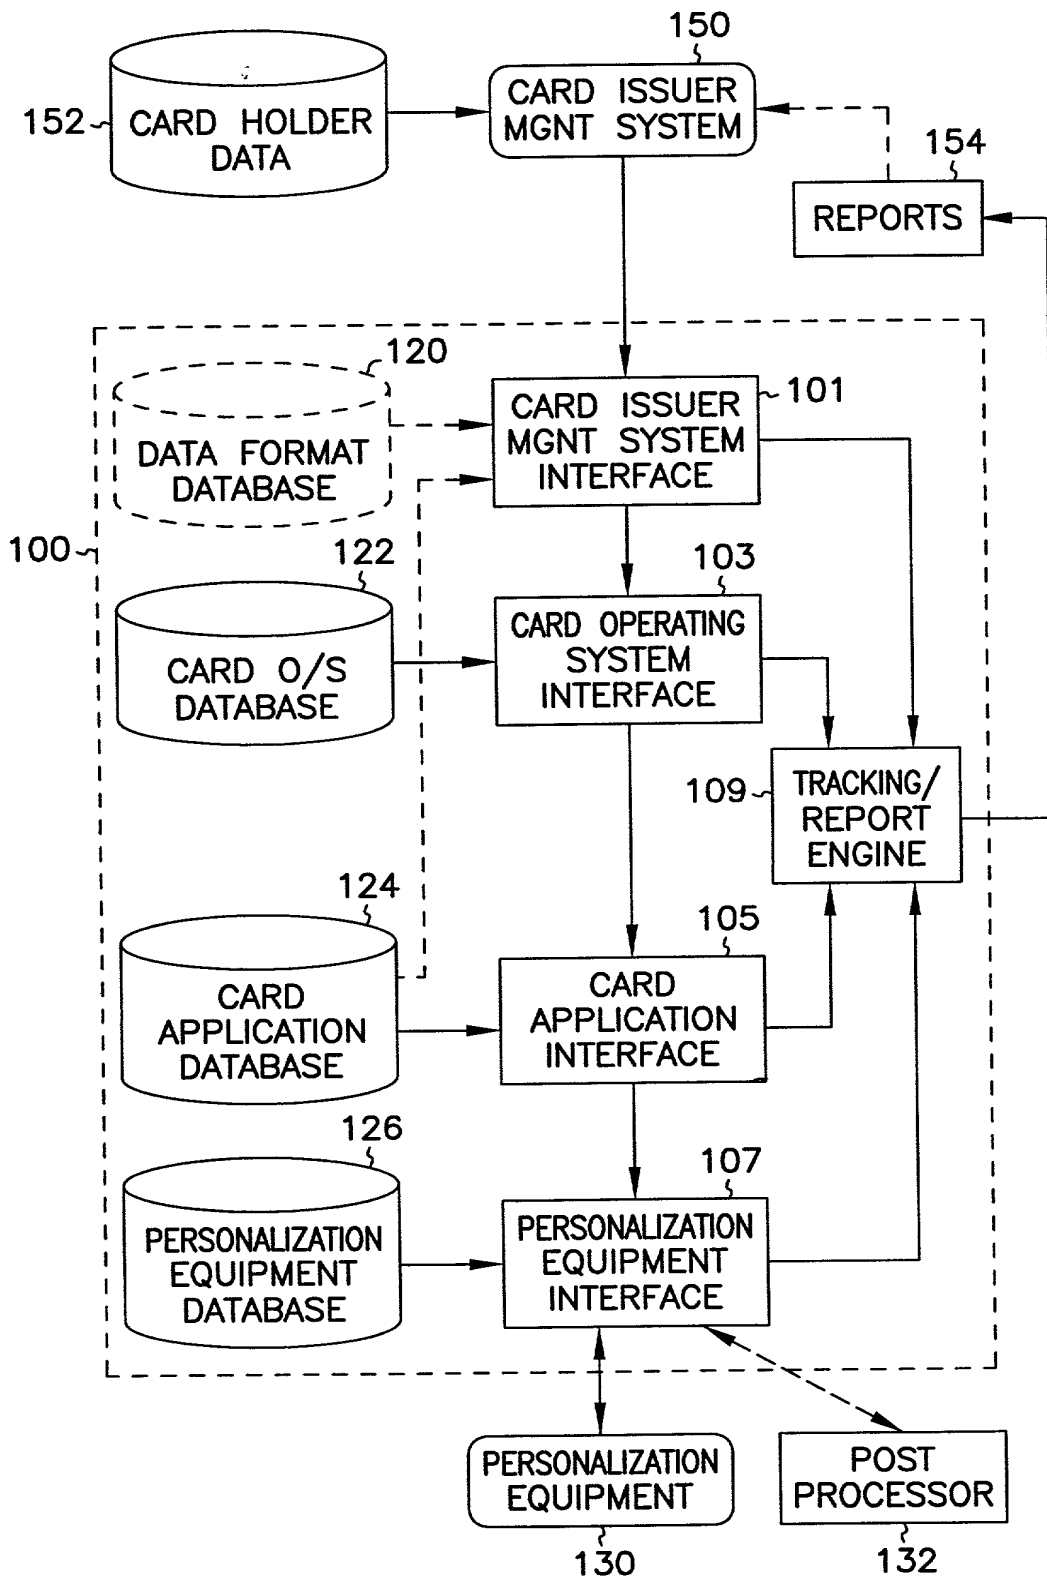 150
152
CARD HOLDER
DATA
CARD ISSUER
MGNT SYSTEM
154
REPORTS
120
DATA FORMAT
DATABASE
CARD ISSUER
MGNT SYSTEM
INTERFACE
101
100
122
CARD O/S
DATABASE
103
CARD OPERATING
SYSTEM
INTERFACE
109
TRACKING/
REPORT
ENGINE
124
CARD
APPLICATION
DATABASE
105
CARD
APPLICATION
INTERFACE
126
PERSONALIZATION
EQUIPMENT
DATABASE
107
PERSONALIZATION
EQUIPMENT
INTERFACE
PERSONALIZATION
EQUIPMENT
130
POST
PROCESSOR
132